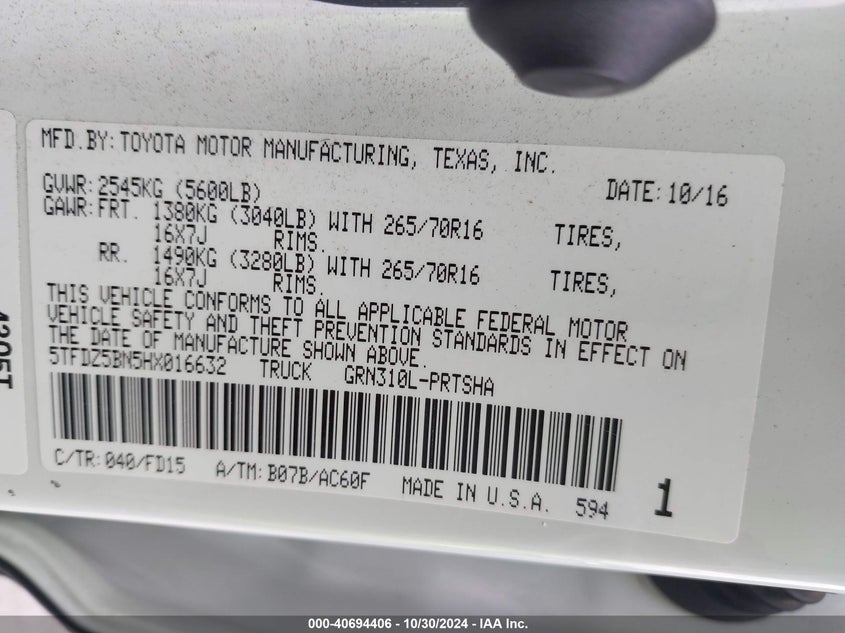 MFD.BY:TOYOTA MOTOR MANUFACTURING, TEXAS, INC.
GVWR:2545KG (5600LB) DATE:10/16
GAWR:FRT. 1380KG (3040LB) WITH 265/70R16 TIRES,
16X7J RIMS.
RR. 1490KG (3280LB) WITH 265/70R16 TIRES,
16X7J RIMS.
THIS VEHICLE CONFORMS TO ALL APPLICABLE FEDERAL MOTOR
VEHICLE SAFETY AND THEFT PREVENTION STANDARDS IN EFFECT ON
THE DATE OF MANUFACTURE SHOWN ABOVE.
5TFDZ5BN5HX016632 TRUCK GRN310L-PRTSHA
C/TR:040/FD15 A/TM:B07B/AC60F MADE IN U.S.A. 594 1
000-40694406 • 10/30/2024 • IAA Inc.